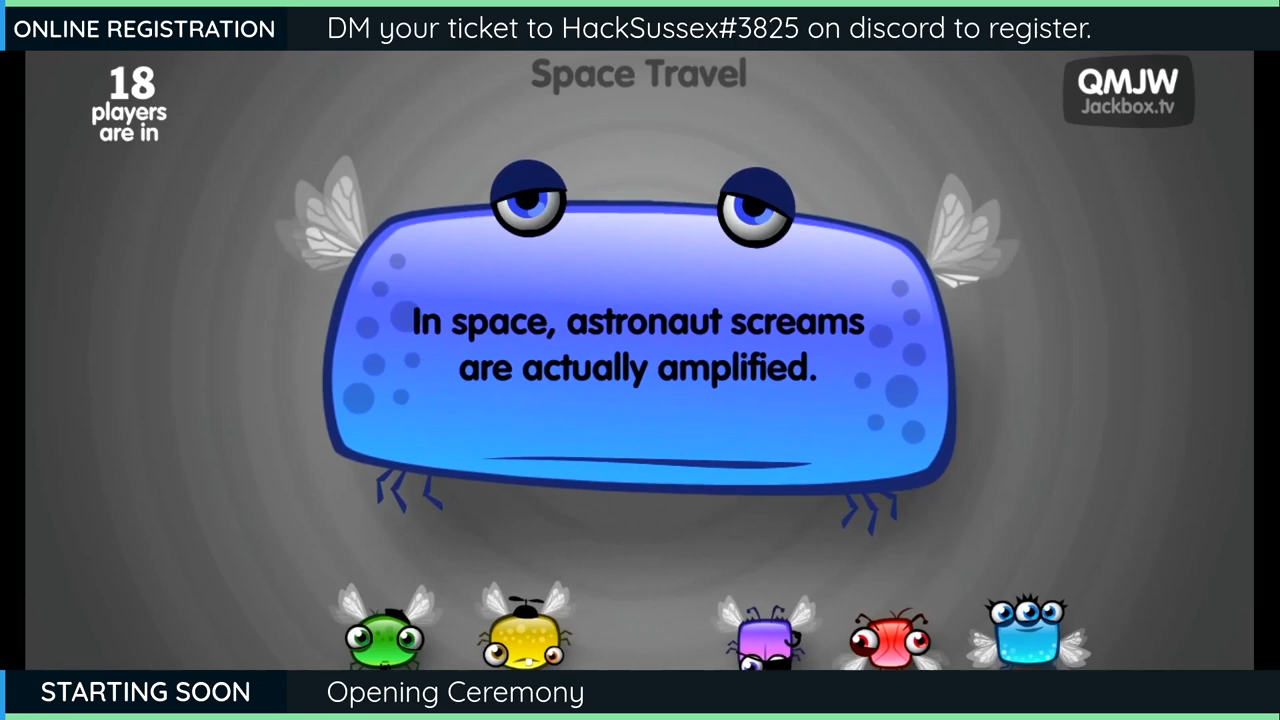 ONLINE REGISTRATION
DM your ticket to HackSussex#3825 on discord to register.
18
players
are in
Space Travel
QMJW
Jackbox.tv
In space, astronaut screams
are actually amplified.
STARTING SOON
Opening Ceremony